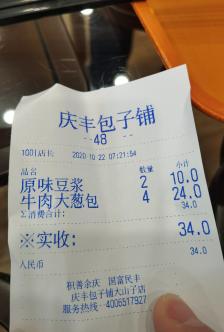 庆丰包子铺
--48--
1001店长 2020-10-22 07:21:54
品名 数量 小计
原味豆浆 2 10.0
牛肉大葱包 4 24.0
Σ消费合计: 34.0
※实收: 34.0
人民币 34.0
积善余庆 国富民丰
庆丰包子铺大山子店
服务热线·4006517927